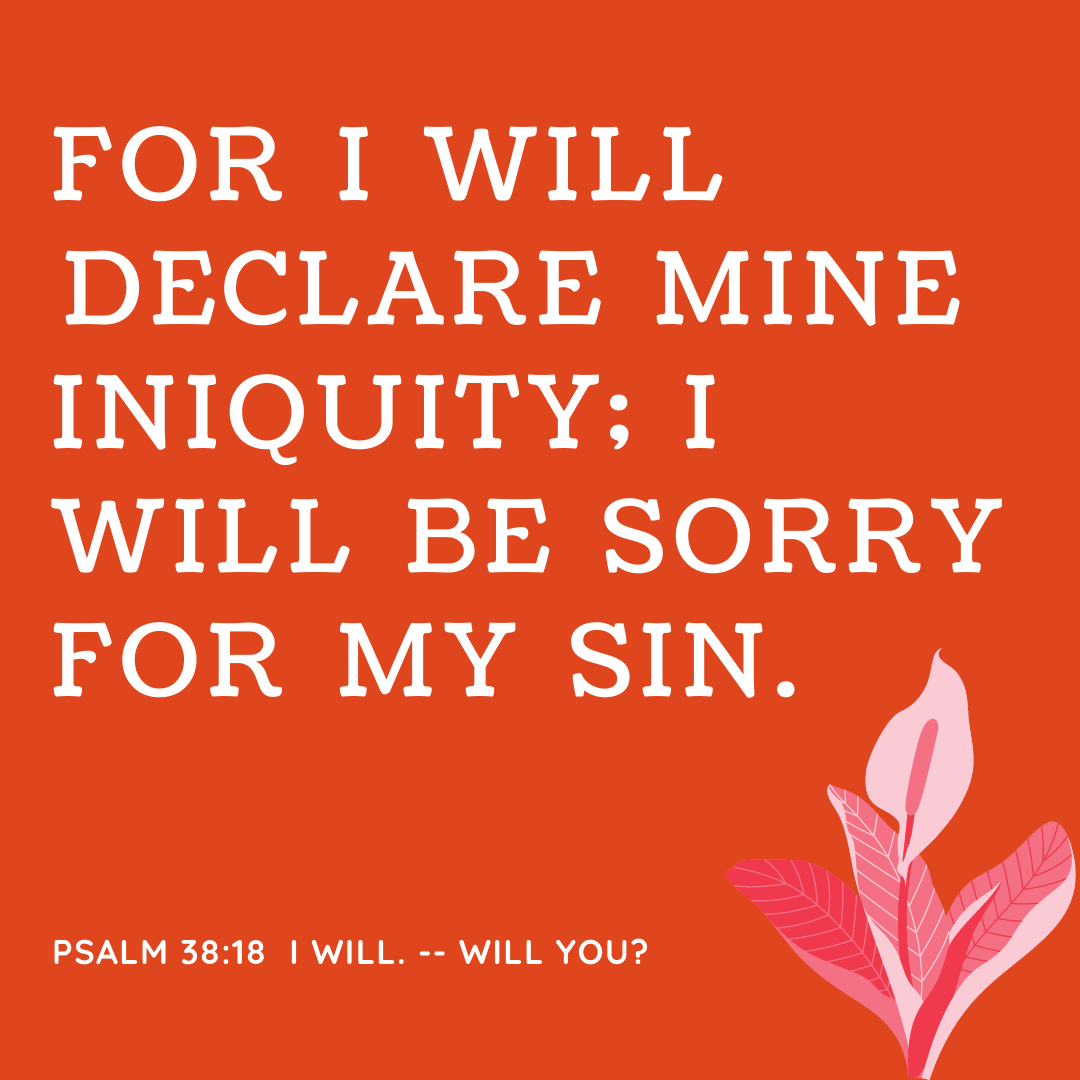 FOR I WILL
DECLARE MINE
INIQUITY; I
WILL BE SORRY
FOR MY SIN.
PSALM 38:18 I WILL. -- WILL YOU?